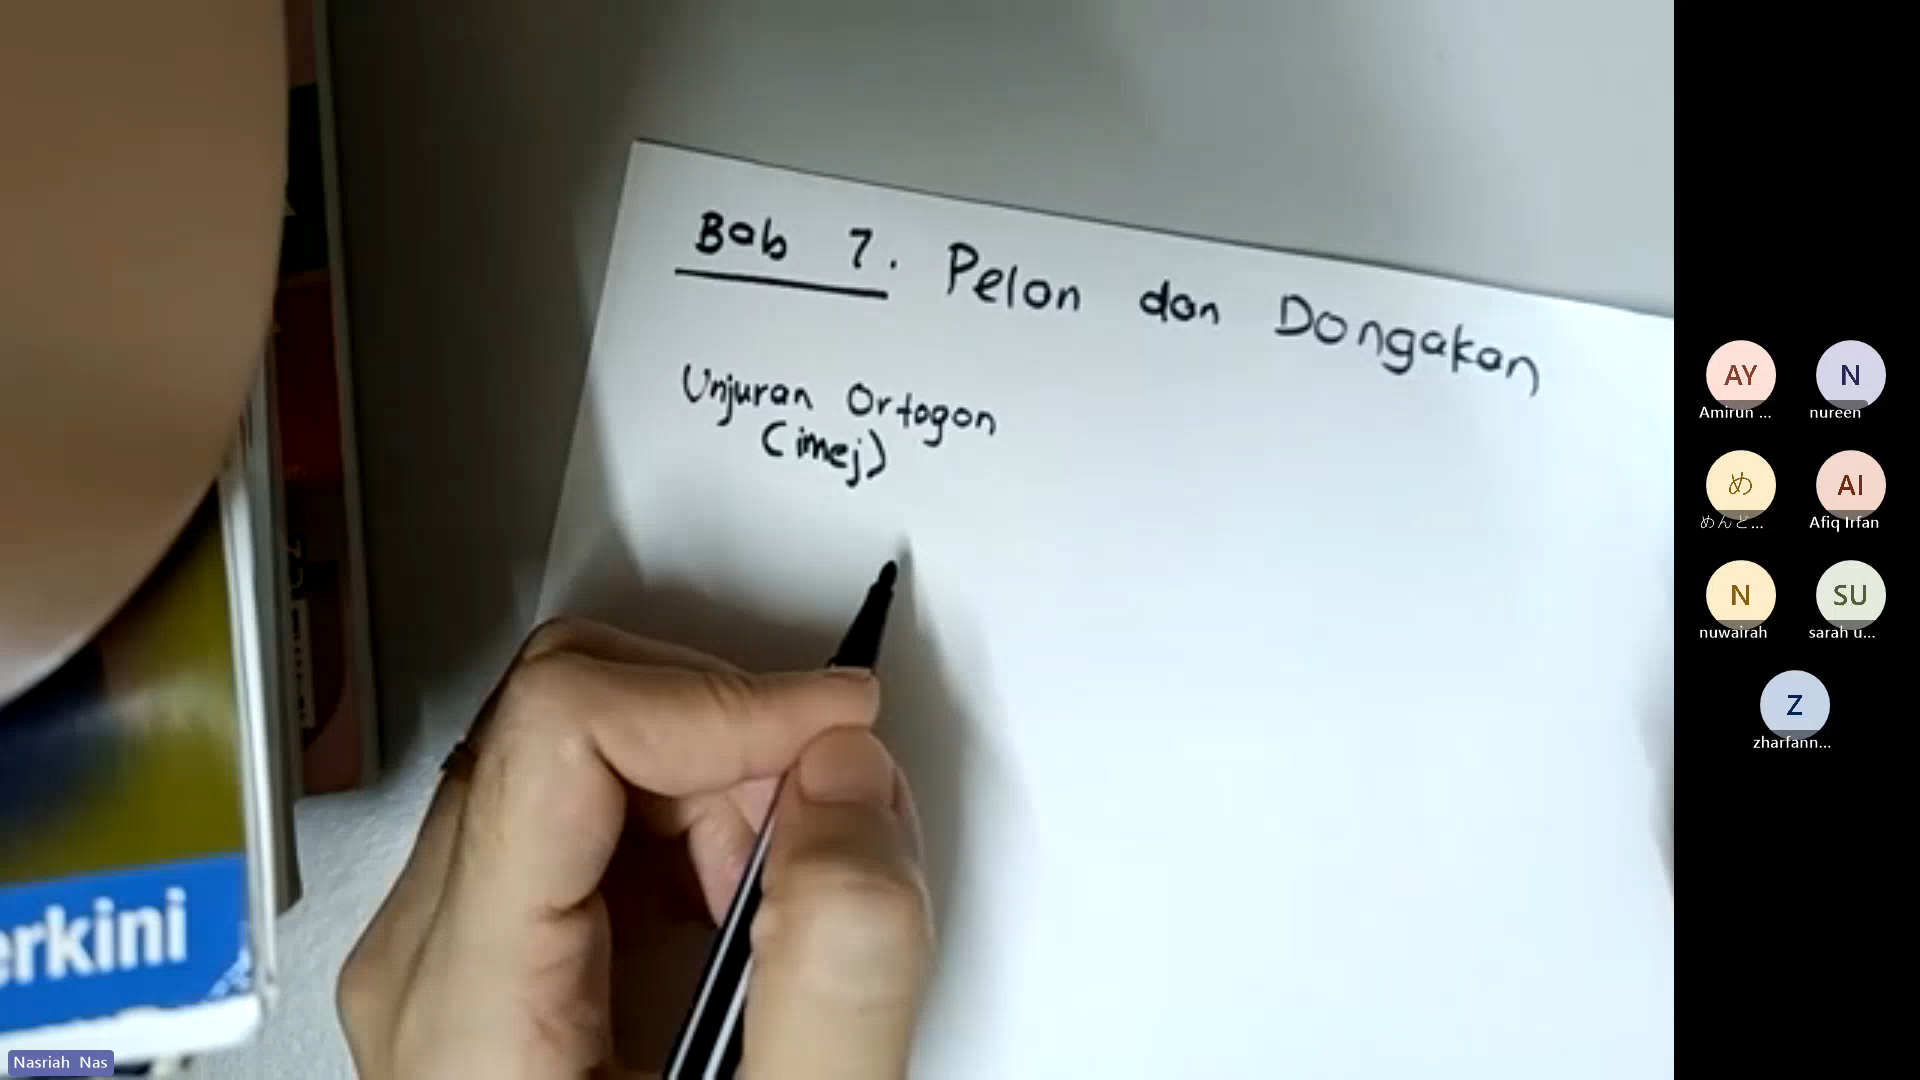 Bab 7. Pelan dan Dongakan
Unjuran Ortogon
(imej)
erkini
Nasriah Nas
AY
Amirun ...
N
nureen
め
めんど...
AI
Afiq Irfan
N
nuwairah
SU
sarah u...
Z
zharfann...